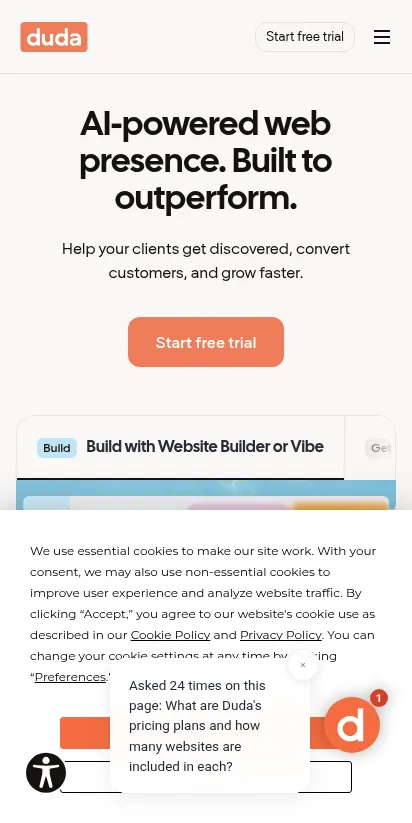 duda
Start free trial
AI-powered web
presence. Built to
outperform.
Help your clients get discovered, convert
customers, and grow faster.
Start free trial
Build Build with Website Builder or Vibe
Get
We use essential cookies to make our site work. With your
consent, we may also use non-essential cookies to
improve user experience and analyze website traffic. By
clicking “Accept,” you agree to our website's cookie use as
described in our Cookie Policy and Privacy Policy. You can
change your cookie settings at any time by
“Preferences.
×
Asked 24 times on this
page: What are Duda's
pricing plans and how
many websites are
included in each?
1
d